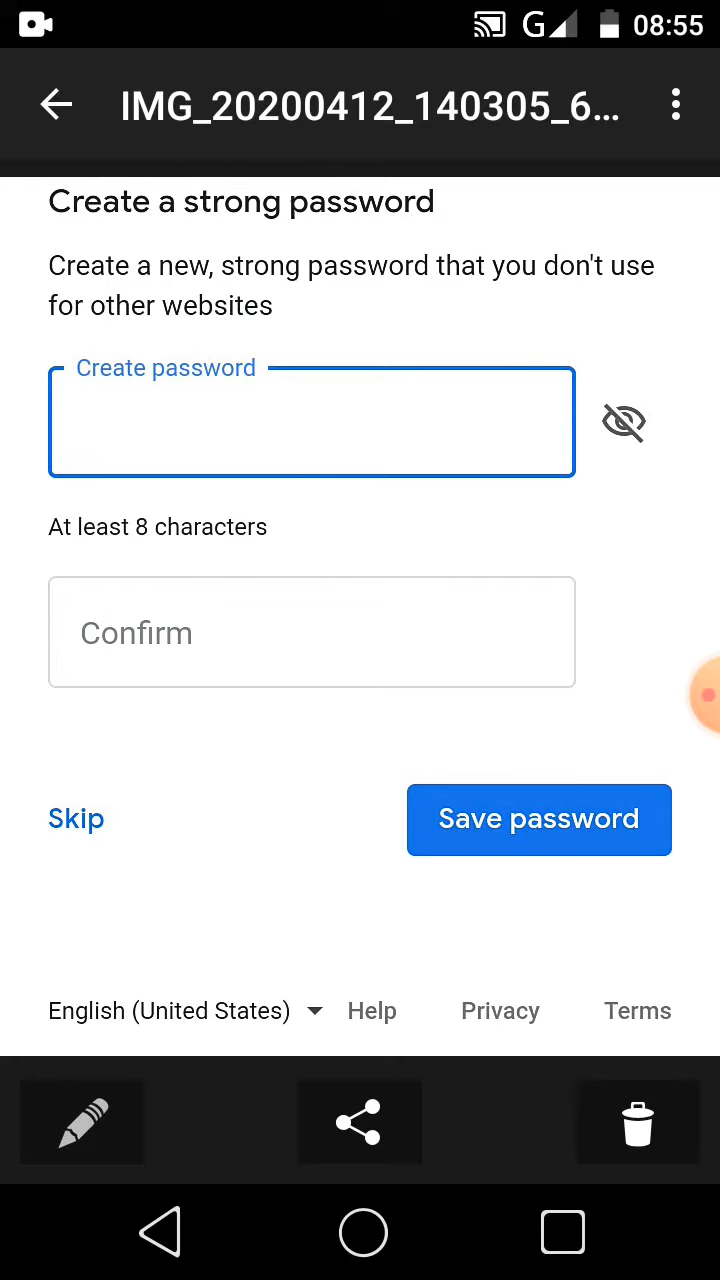 G 08:55
IMG_20200412_140305_6...
Create a strong password
Create a new, strong password that you don't use
for other websites
Create password
At least 8 characters
Confirm
Skip Save password
English (United States) Help Privacy Terms